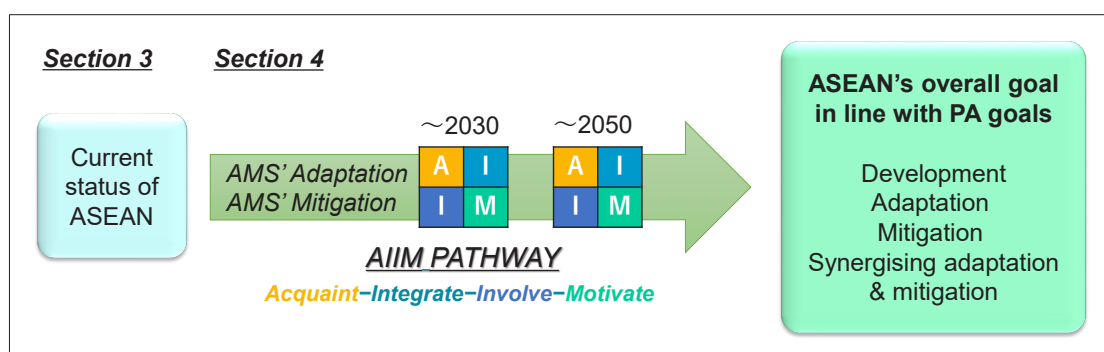 Section 3
Section 4
Current
status of
ASEAN
～2030
～2050
AMS' Adaptation
AMS' Mitigation
A I
I M
A I
I M
AIIM PATHWAY
Acquaint−Integrate−Involve−Motivate
ASEAN's overall goal
in line with PA goals
Development
Adaptation
Mitigation
Synergising adaptation
& mitigation